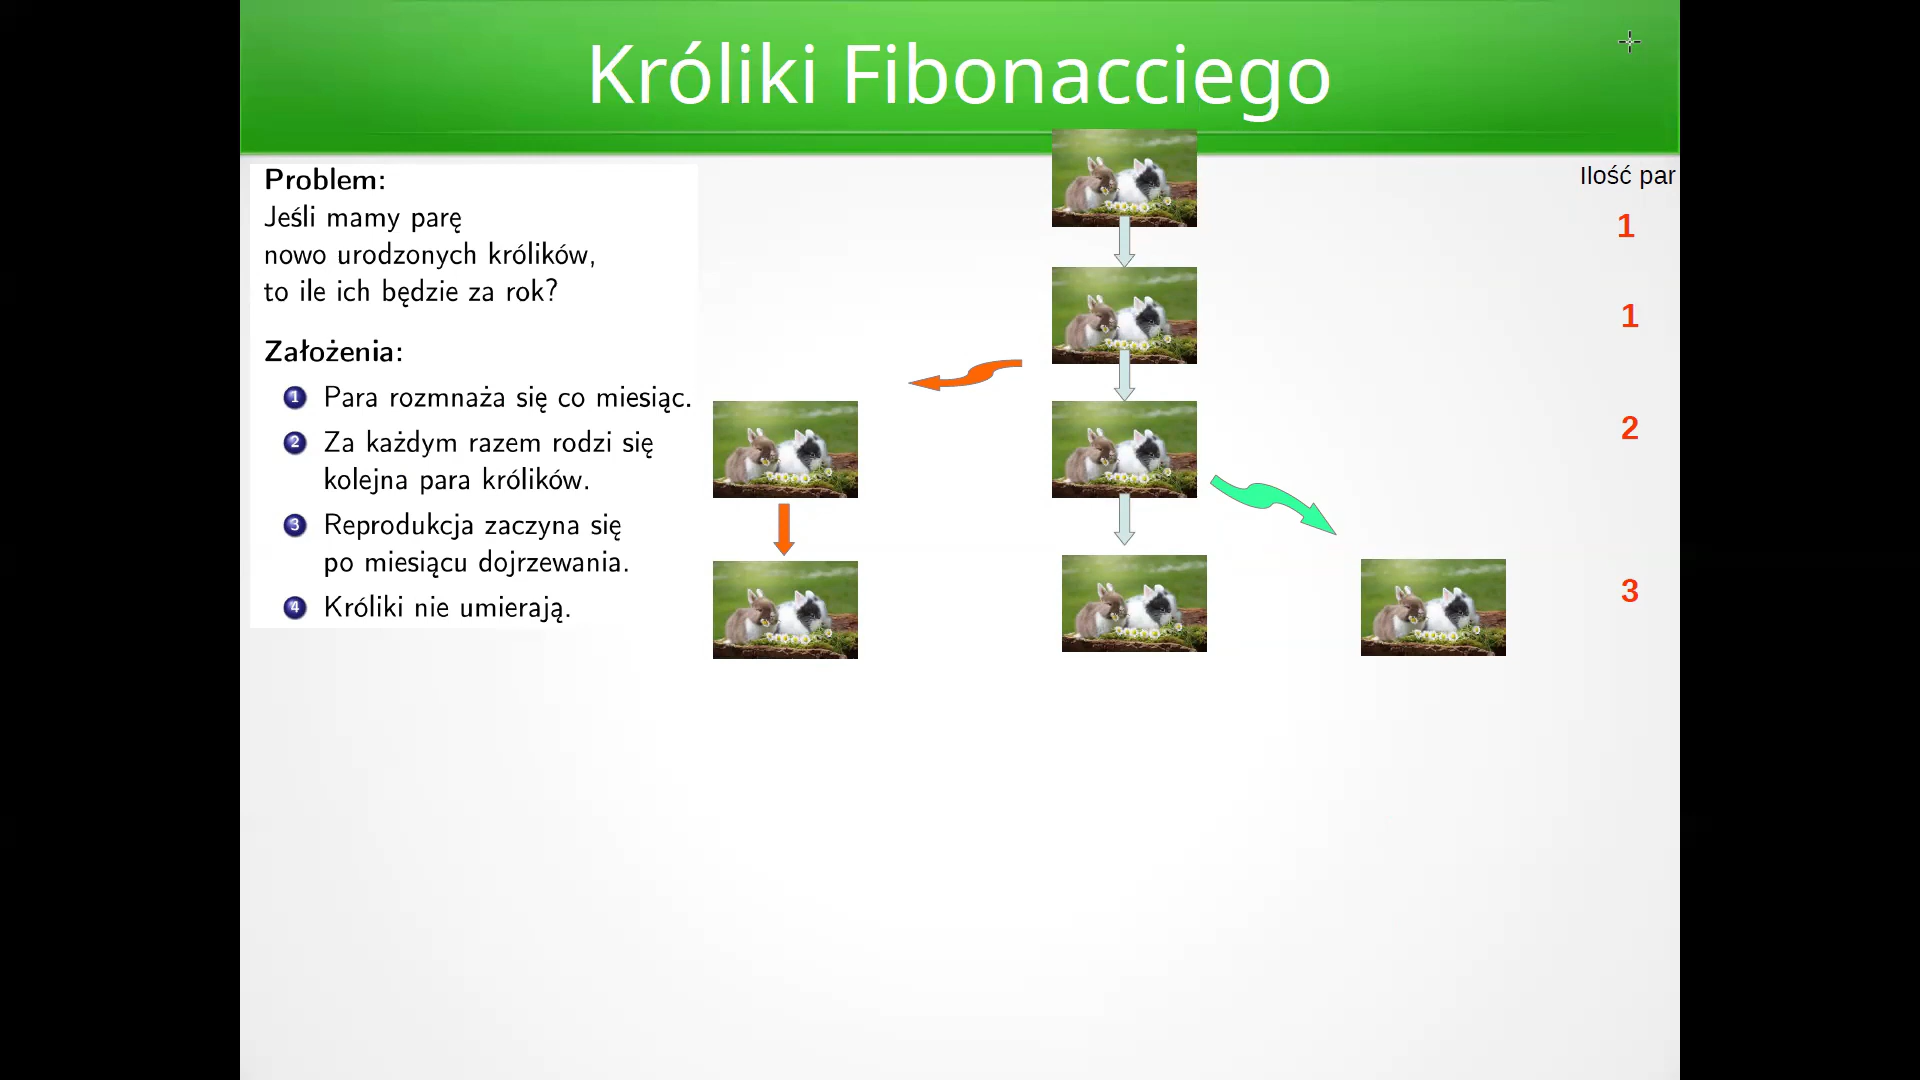 Króliki Fibonacciego
Problem:
Jeśli mamy parę
nowo urodzonych królików,
to ile ich będzie za rok?
Założenia:
1 Para rozmnaża się co miesiąc.
2 Za każdym razem rodzi się
kolejna para królików.
3 Reprodukcja zaczyna się
po miesiącu dojrzewania.
4 Króliki nie umierają.
Ilość par
1
1
2
3